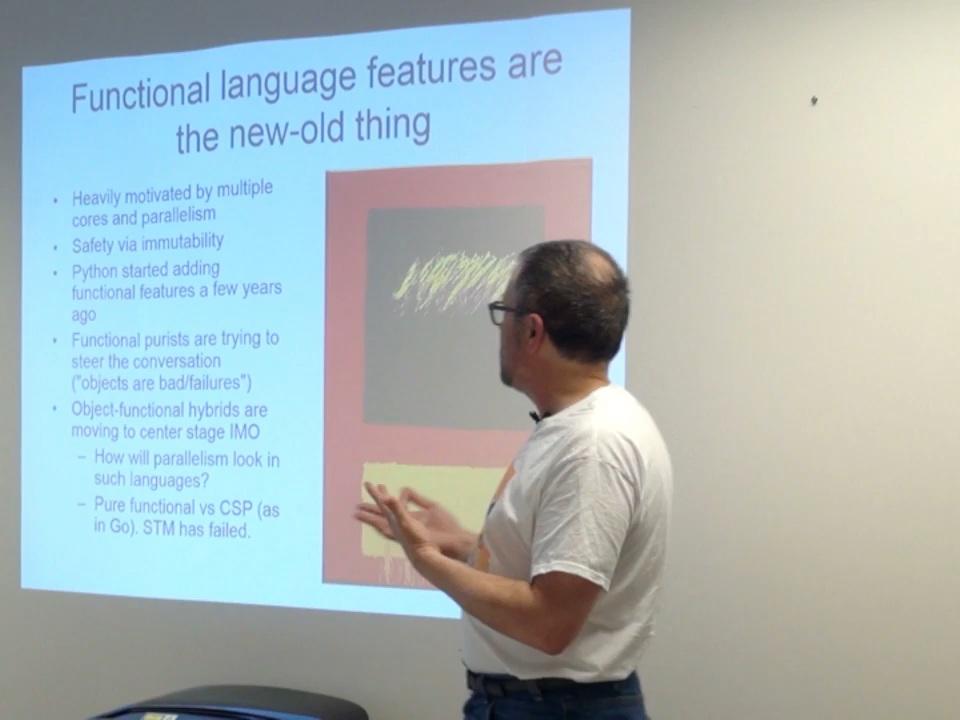 Functional language features are
the new-old thing
• Heavily motivated by multiple
cores and parallelism
• Safety via immutability
• Python started adding
functional features a few years
ago
• Functional purists are trying to
steer the conversation
("objects are bad/failures")
• Object-functional hybrids are
moving to center stage IMO
– How will parallelism look in
such languages?
– Pure functional vs CSP (as
in Go). STM has failed.